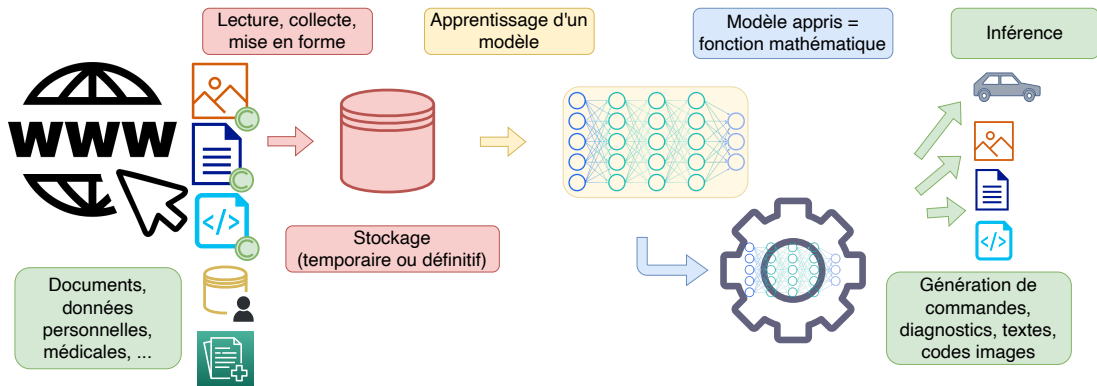 Lecture, collecte,
mise en forme
Apprentissage d'un
modèle
Modèle appris =
fonction mathématique
Inférence
WWW
C
C
</>
C
</>
Stockage
(temporaire ou définitif)
Documents,
données
personnelles,
médicales, ...
Génération de
commandes,
diagnostics, textes,
codes images